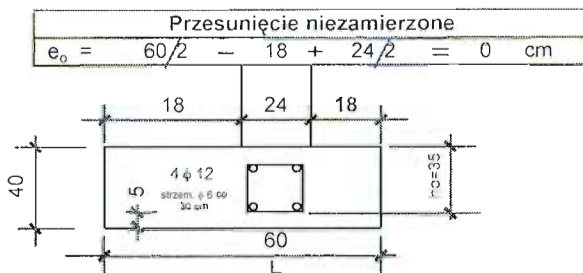 Przesunięcie niezamierzone
e₀ = 60/2 — 18 + 24/2 = 0 cm
18 24 18
40
5
4 ϕ 12
strzem. ϕ 6 co
30 cm
ho=35
60
L